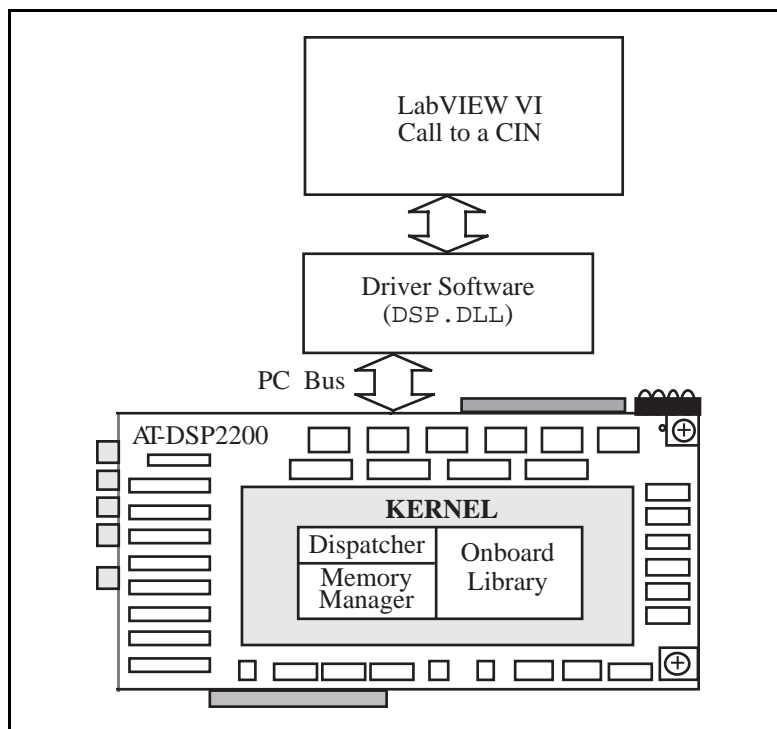 LabVIEW VI
Call to a CIN
Driver Software
(DSP.DLL)
PC Bus
AT-DSP2200
KERNEL
Dispatcher
Memory
Manager
Onboard
Library